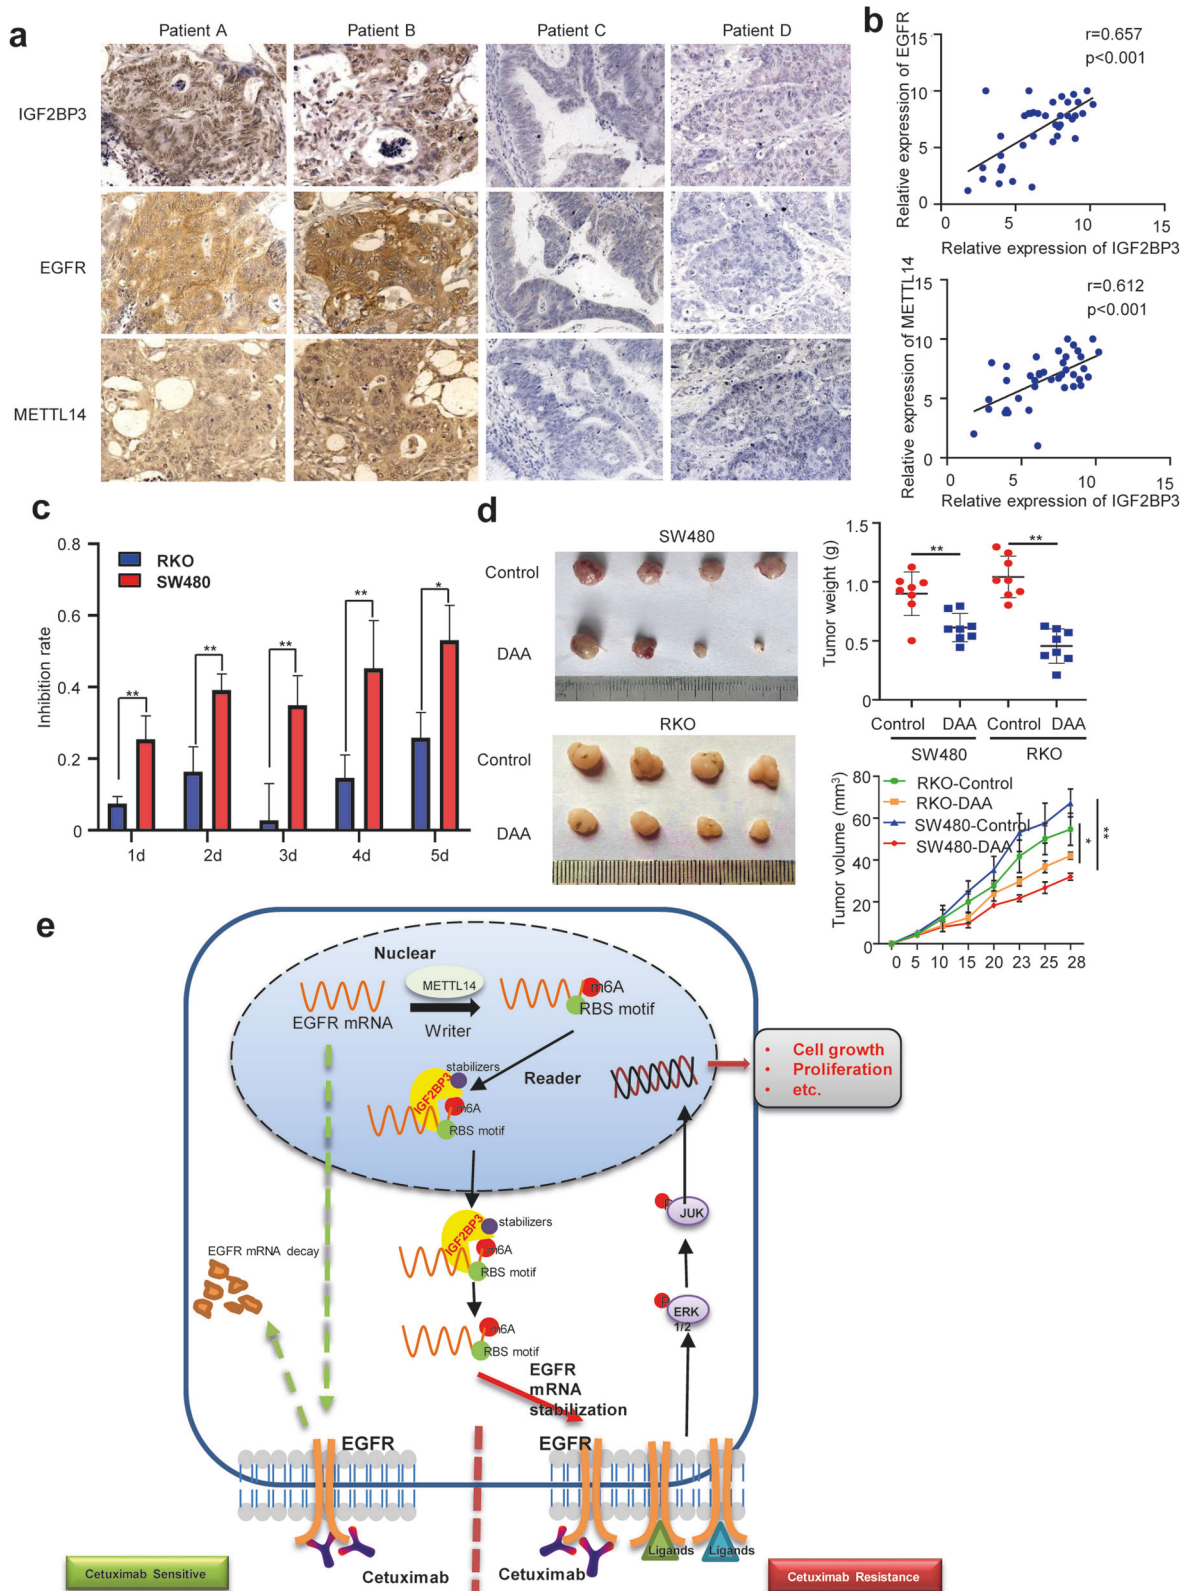 a
Patient A
Patient B
Patient C
Patient D
IGF2BP3
EGFR
METTL14
b
r=0.657
p<0.001
Relative expression of EGFR
15
10
5
0
5
10
15
Relative expression of IGF2BP3
r=0.612
p<0.001
Relative expression of METTL14
15
10
5
0
0
5
10
15
Relative expression of IGF2BP3
c
RKO
SW480
Inhibition rate
0.8
0.6
0.4
0.2
0
**
**
**
**
*
1d
2d
3d
4d
5d
d
SW480
Control
DAA
RKO
Control
DAA
Tumor weight (g)
1.5
1.0
0.5
0.0
**
**
Control
DAA
Control
DAA
SW480
RKO
Tumor volume (mm³)
80
60
40
20
0
RKO-Control
RKO-DAA
SW480-Control
SW480-DAA
*
**
0
5
10
15
20
23
25
28
e
Nuclear
METTL14
EGFR mRNA
Writer
m6A
RBS motif
stabilizers
IGF2BP3
m6A
RBS motif
Reader
Cell growth
Proliferation
etc.
stabilizers
IGF2BP3
m6A
RBS motif
m6A
RBS motif
P
JUK
P
ERK
1/2
EGFR mRNA decay
EGFR
mRNA
stabilization
EGFR
EGFR
Ligands
Ligands
Cetuximab
Cetuximab
Cetuximab Sensitive
Cetuximab Resistance